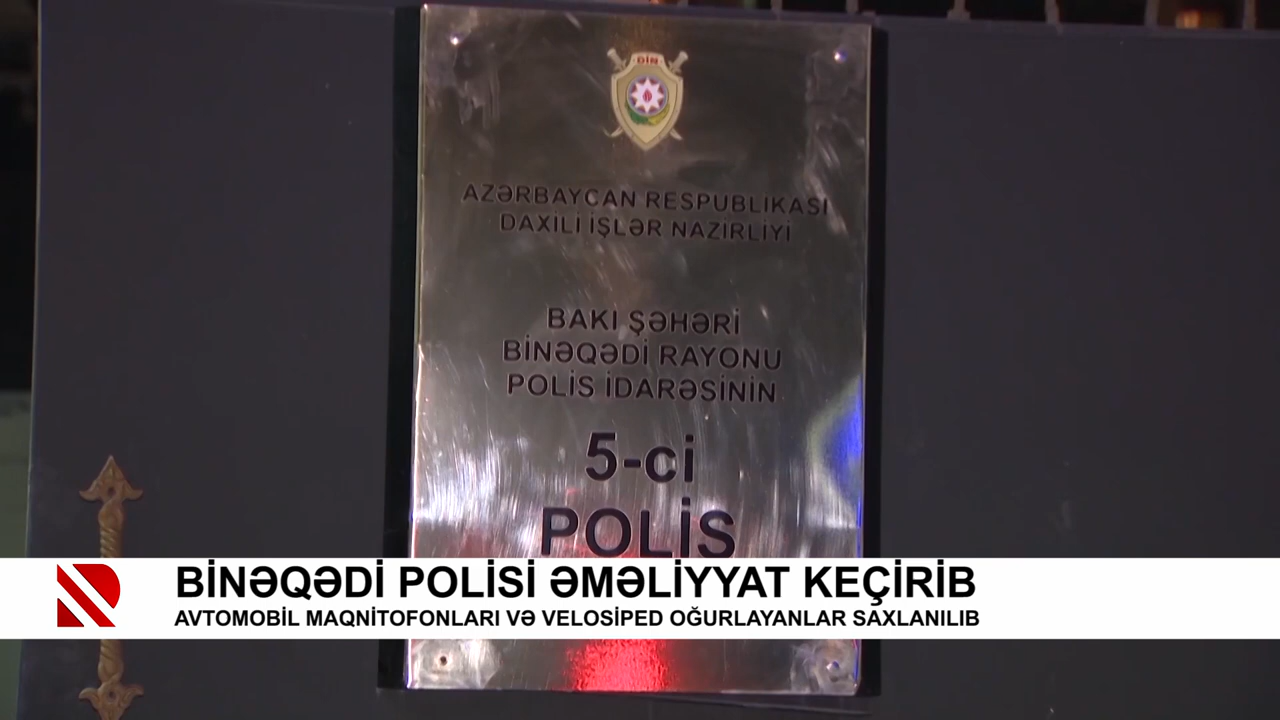 DİN
AZƏRBAYCAN RESPUBLİKASI
DAXİLİ İŞLƏR NAZİRLİYİ
BAKI ŞƏHƏRİ
BİNƏQƏDİ RAYONU
POLİS İDARƏSİNİN
5-ci
POLİS
BİNƏQƏDİ POLİSİ ƏMƏLİYYAT KEÇİRİB
AVTOMOBİL MAQNİTOFONLARI VƏ VELOSİPED OĞURLAYANLAR SAXLANILIB